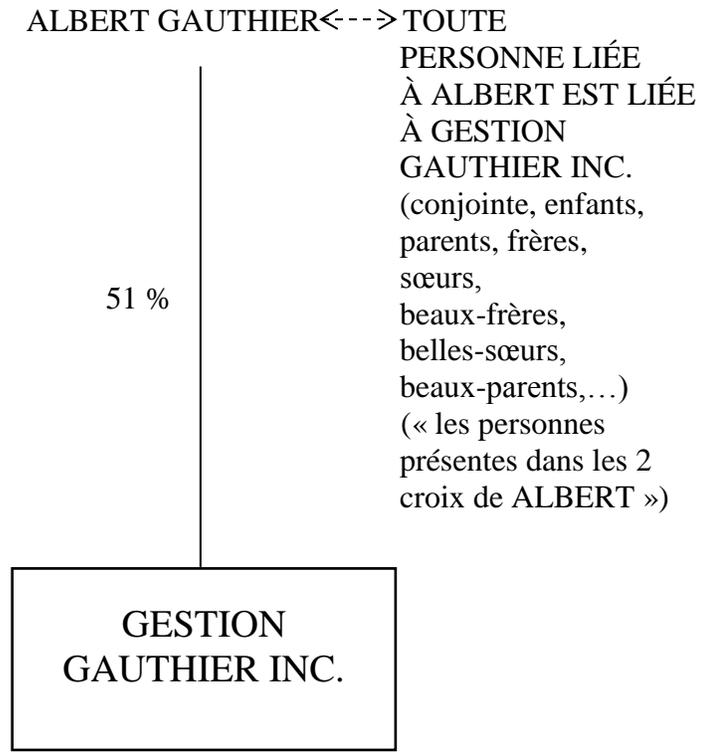 ALBERT GAUTHIER<--->TOUTE
PERSONNE LIÉE
À ALBERT EST LIÉE
À GESTION
GAUTHIER INC.
(conjointe, enfants,
parents, frères,
sœurs,
beaux-frères,
belles-sœurs,
beaux-parents,…)
(« les personnes
présentes dans les 2
croix de ALBERT »)
51 %
GESTION
GAUTHIER INC.